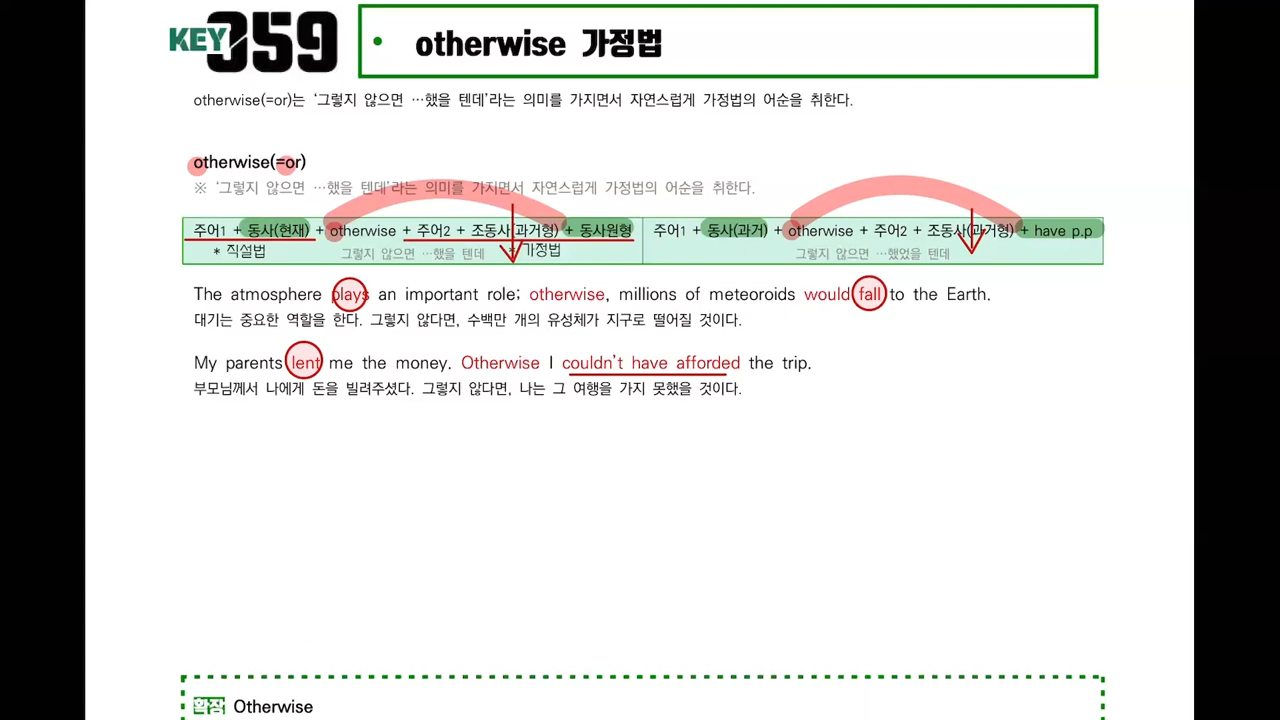 KEY 059
• otherwise 가정법
otherwise(=or)는 ‘그렇지 않으면 …했을 텐데’라는 의미를 가지면서 자연스럽게 가정법의 어순을 취한다.
otherwise(=or)
※ ‘그렇지 않으면 …했을 텐데’라는 의미를 가지면서 자연스럽게 가정법의 어순을 취한다.
주어1 + 동사(현재) + otherwise + 주어2 + 조동사(과거형) + 동사원형
* 직설법 그렇지 않으면 …했을 텐데 * 가정법
주어1 + 동사(과거) + otherwise + 주어2 + 조동사(과거형) + have p.p
그렇지 않으면 …했었을 텐데
The atmosphere plays an important role; otherwise, millions of meteoroids would fall to the Earth.
대기는 중요한 역할을 한다. 그렇지 않다면, 수백만 개의 유성체가 지구로 떨어질 것이다.
My parents lent me the money. Otherwise I couldn't have afforded the trip.
부모님께서 나에게 돈을 빌려주셨다. 그렇지 않다면, 나는 그 여행을 가지 못했을 것이다.
확장 Otherwise